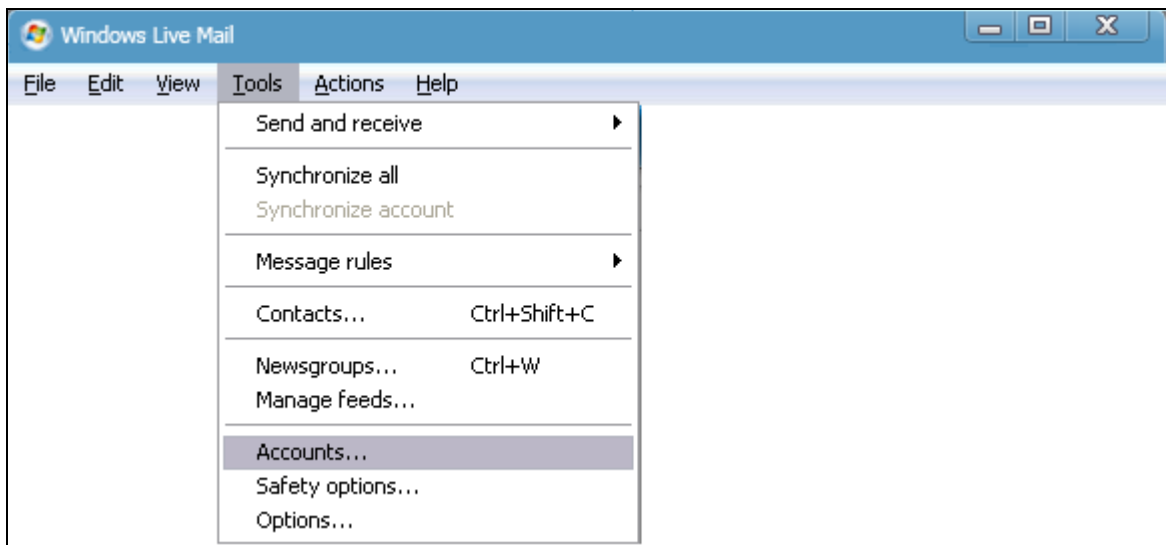 Windows Live Mail
File Edit View Tools Actions Help
Send and receive
Synchronize all
Synchronize account
Message rules
Contacts... Ctrl+Shift+C
Newsgroups... Ctrl+W
Manage feeds...
Accounts...
Safety options...
Options...